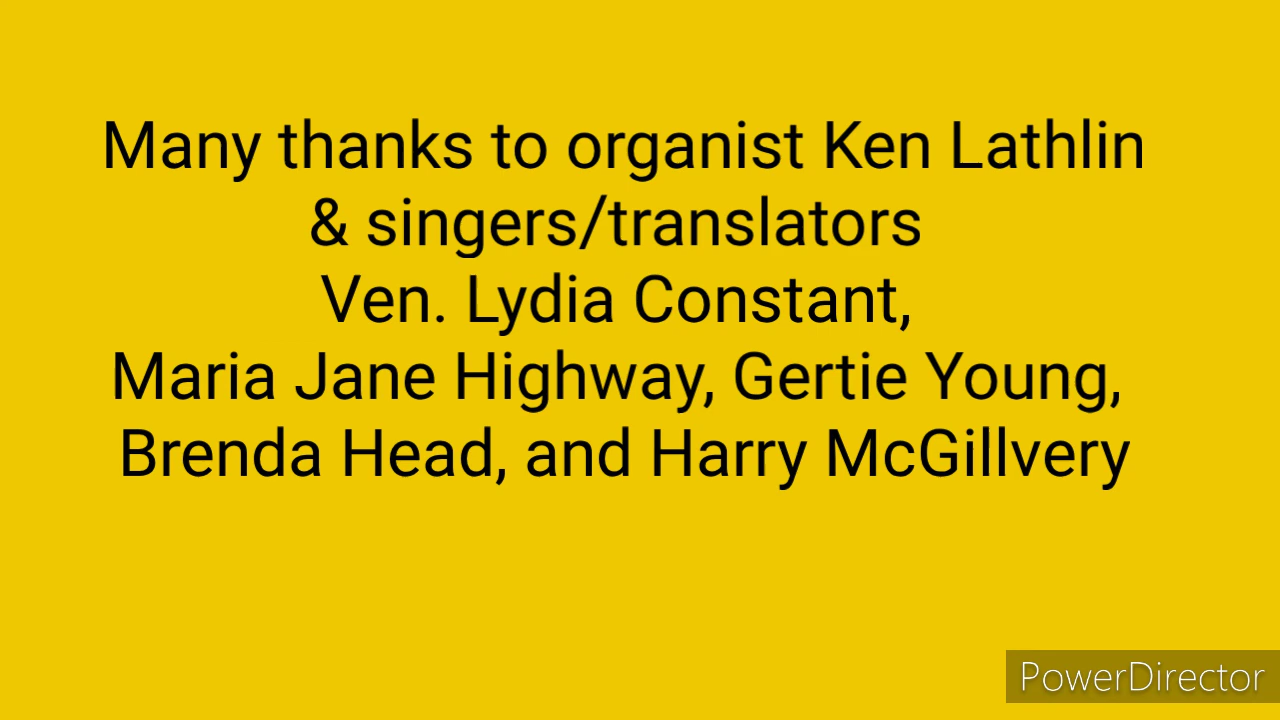 Many thanks to organist Ken Lathlin
& singers/translators
Ven. Lydia Constant,
Maria Jane Highway, Gertie Young,
Brenda Head, and Harry McGillvery
PowerDirector